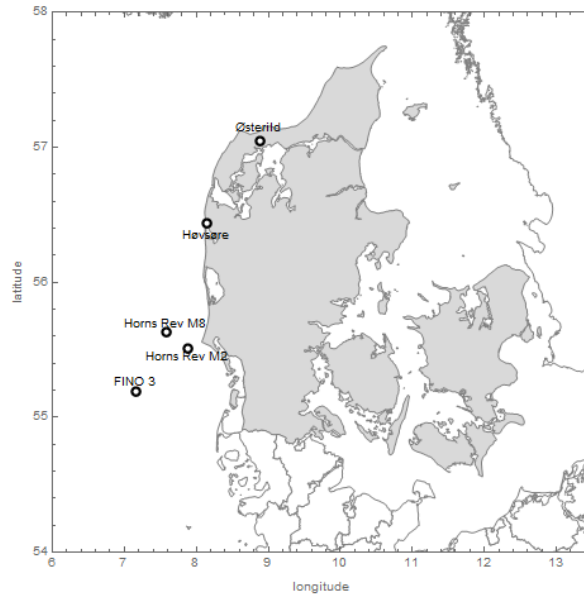 58
Østerild
57
Høvsøre
latitude
56
Horns Rev M8
Horns Rev M2
FINO 3
55
54
6 7 8 9 10 11 12 13
longitude